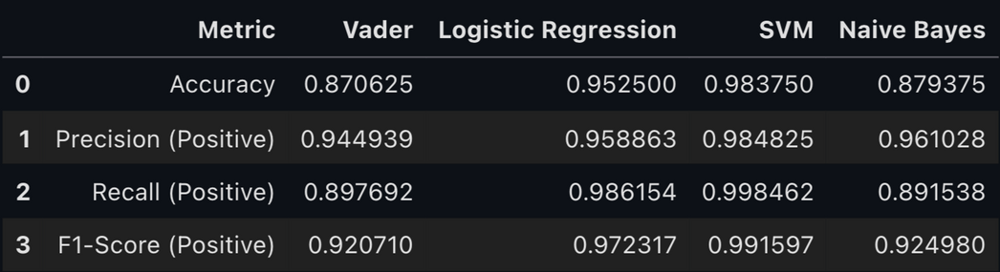 Metric Vader Logistic Regression SVM Naive Bayes
0 Accuracy 0.870625 0.952500 0.983750 0.879375
1 Precision (Positive) 0.944939 0.958863 0.984825 0.961028
2 Recall (Positive) 0.897692 0.986154 0.998462 0.891538
3 F1-Score (Positive) 0.920710 0.972317 0.991597 0.924980